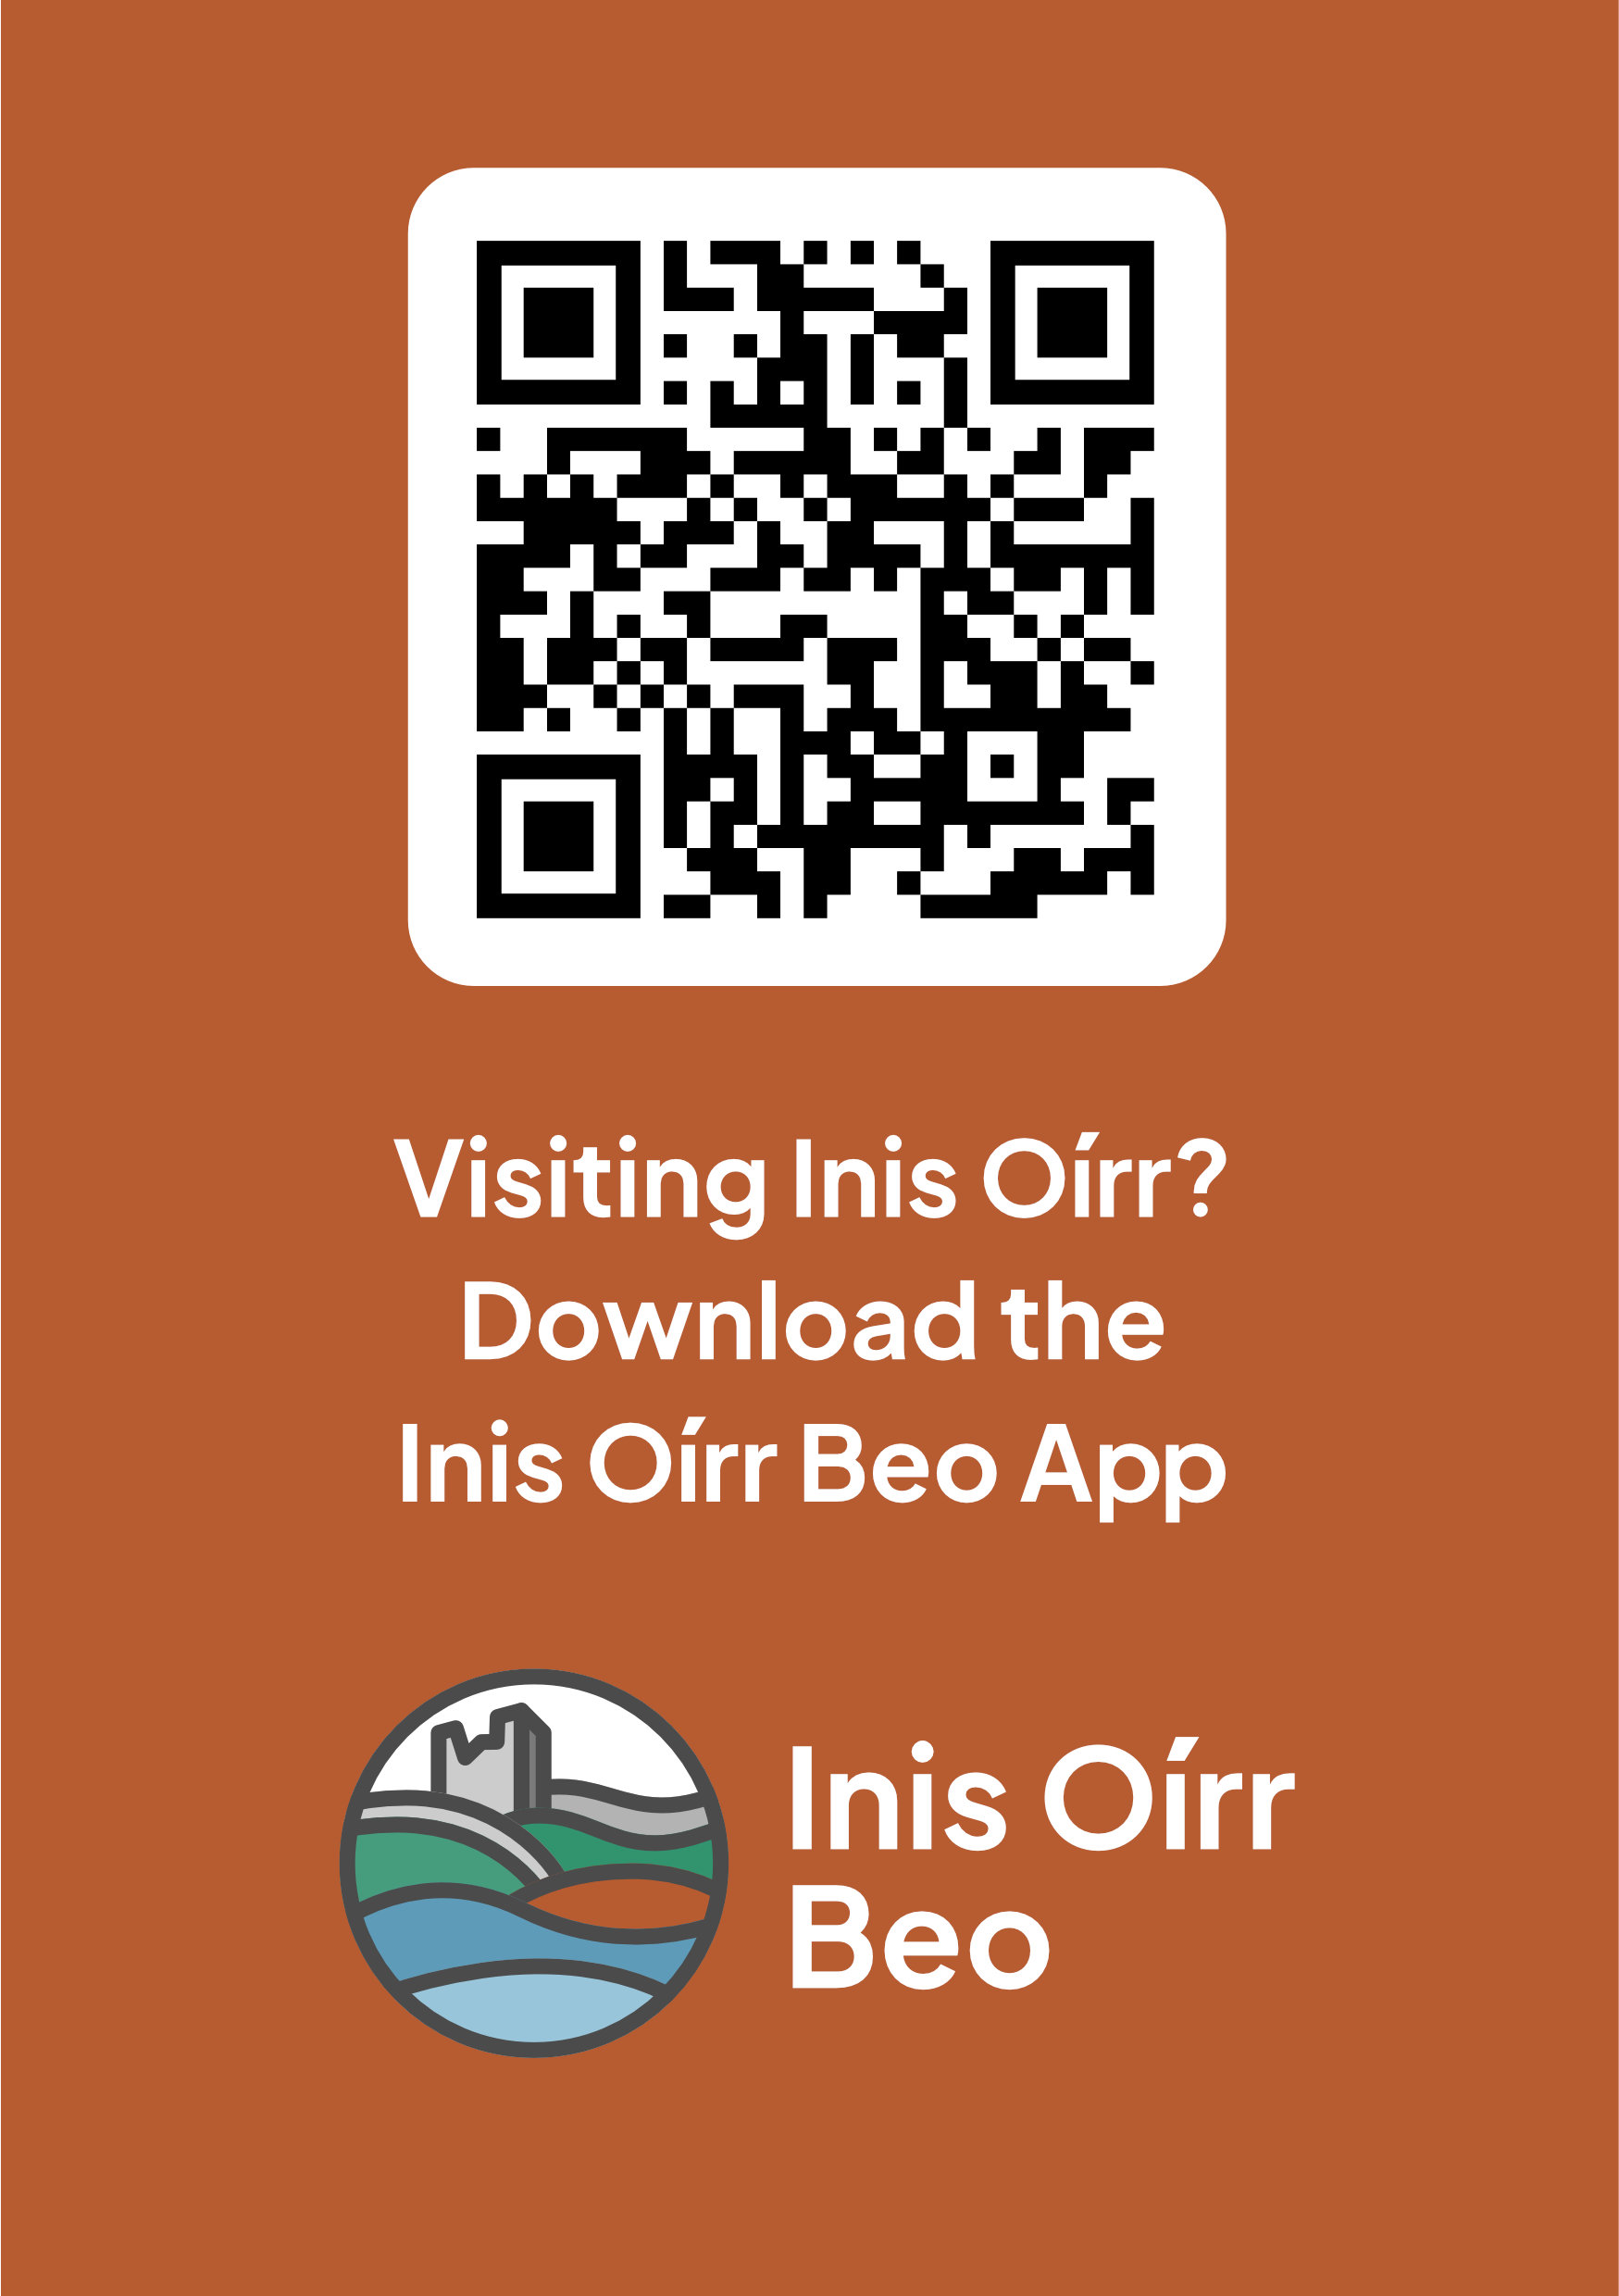 Visiting Inis Oírr?
Download the
Inis Oírr Beo App
Inis Oírr
Beo